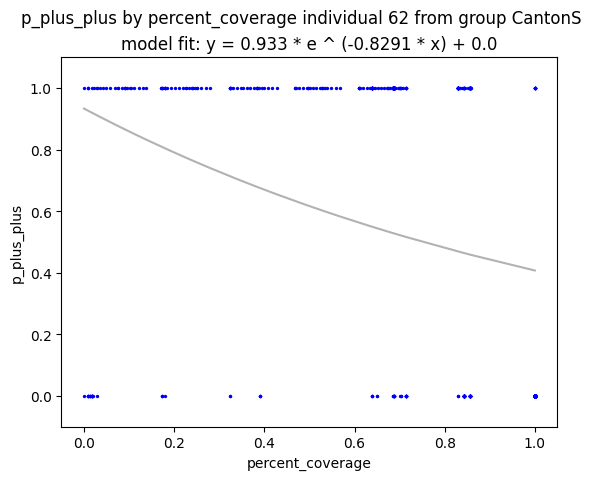 p_plus_plus by percent_coverage individual 62 from group CantonS
model fit: y = 0.933 * e ^ (-0.8291 * x) + 0.0
1.0
0.8
0.6
0.4
0.2
0.0
p_plus_plus
0.0 0.2 0.4 0.6 0.8 1.0
percent_coverage